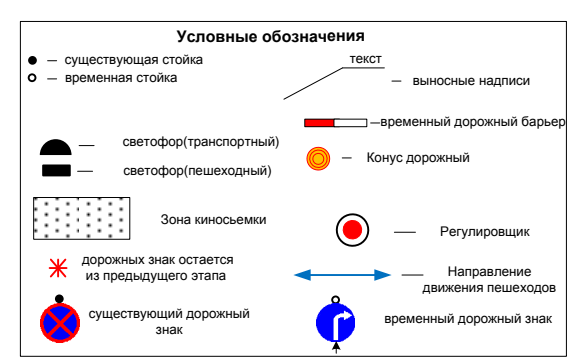 Условные обозначения
— существующая стойка
— временная стойка
текст
— выносные надписи
— временный дорожный барьер
— светофор(транспортный)
— светофор(пешеходный)
— Конус дорожный
Зона киносьемки
— Регулировщик
дорожных знак остается
из предыдущего этапа
— Направление
движения пешеходов
существующий дорожный
знак
временный дорожный знак